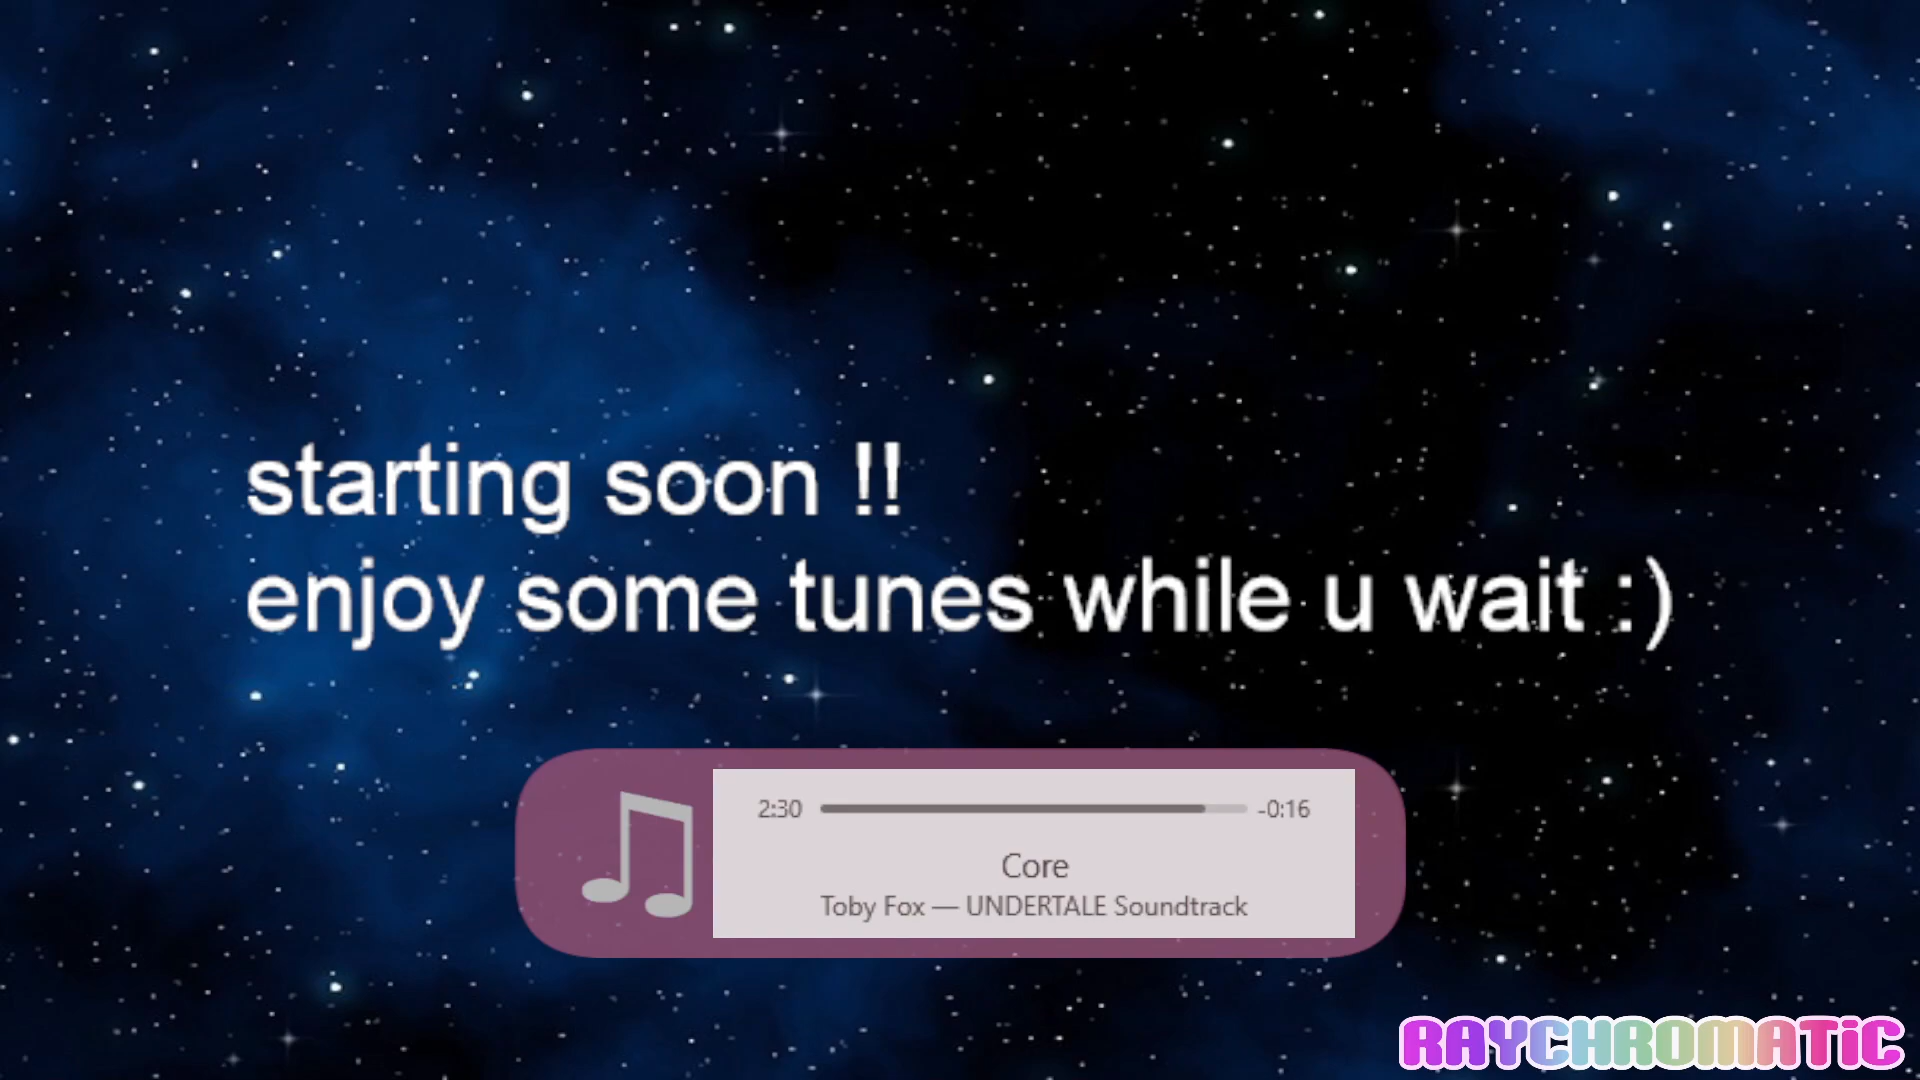 starting soon !!
enjoy some tunes while u wait :)
2:30 -0:16
Core
Toby Fox — UNDERTALE Soundtrack
RAYCHROMATiC